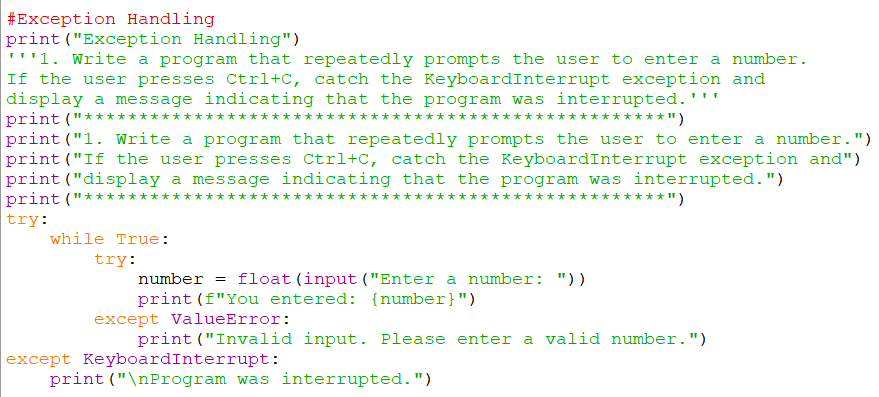 #Exception Handling
print("Exception Handling")
'''1. Write a program that repeatedly prompts the user to enter a number.
If the user presses Ctrl+C, catch the KeyboardInterrupt exception and
display a message indicating that the program was interrupted.'''
print("*****************************************************")
print("1. Write a program that repeatedly prompts the user to enter a number.")
print("If the user presses Ctrl+C, catch the KeyboardInterrupt exception and")
print("display a message indicating that the program was interrupted.")
print("*****************************************************")
try:
    while True:
        try:
            number = float(input("Enter a number: "))
            print(f"You entered: {number}")
        except ValueError:
            print("Invalid input. Please enter a valid number.")
except KeyboardInterrupt:
    print("\nProgram was interrupted.")